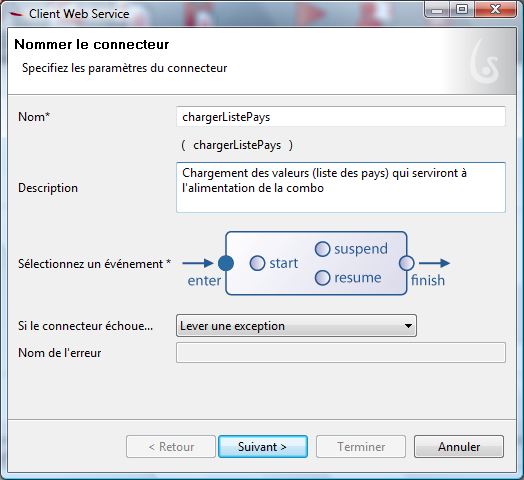 Client Web Service
Nommer le connecteur
Specifiez les paramètres du connecteur
Nom*
chargerListePays
( chargerListePays )
Description
Chargement des valeurs (liste des pays) qui serviront à
l'alimentation de la combo
Sélectionnez un événement *
enter
start
suspend
resume
finish
Si le connecteur échoue...
Lever une exception
Nom de l'erreur
< Retour
Suivant >
Terminer
Annuler